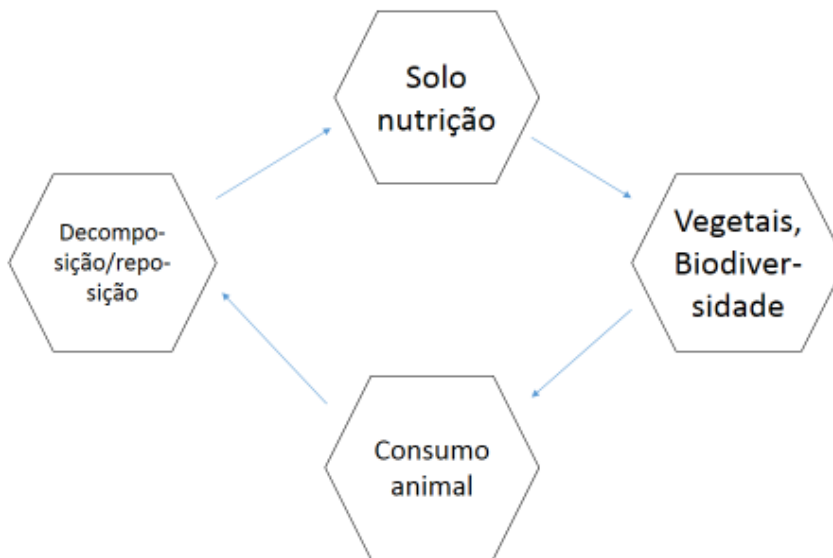 Solo
nutrição
Vegetais,
Biodiver-
sidade
Consumo
animal
Decompo-
sição/repo-
sição